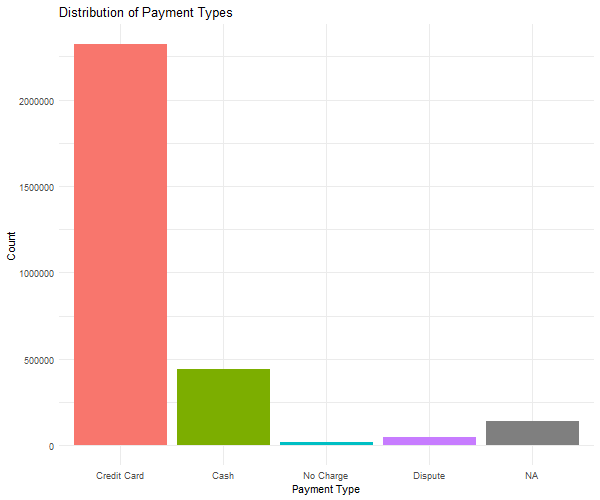 Distribution of Payment Types
Count
2000000
1500000
1000000
500000
0
Credit Card
Cash
No Charge
Dispute
NA
Payment Type